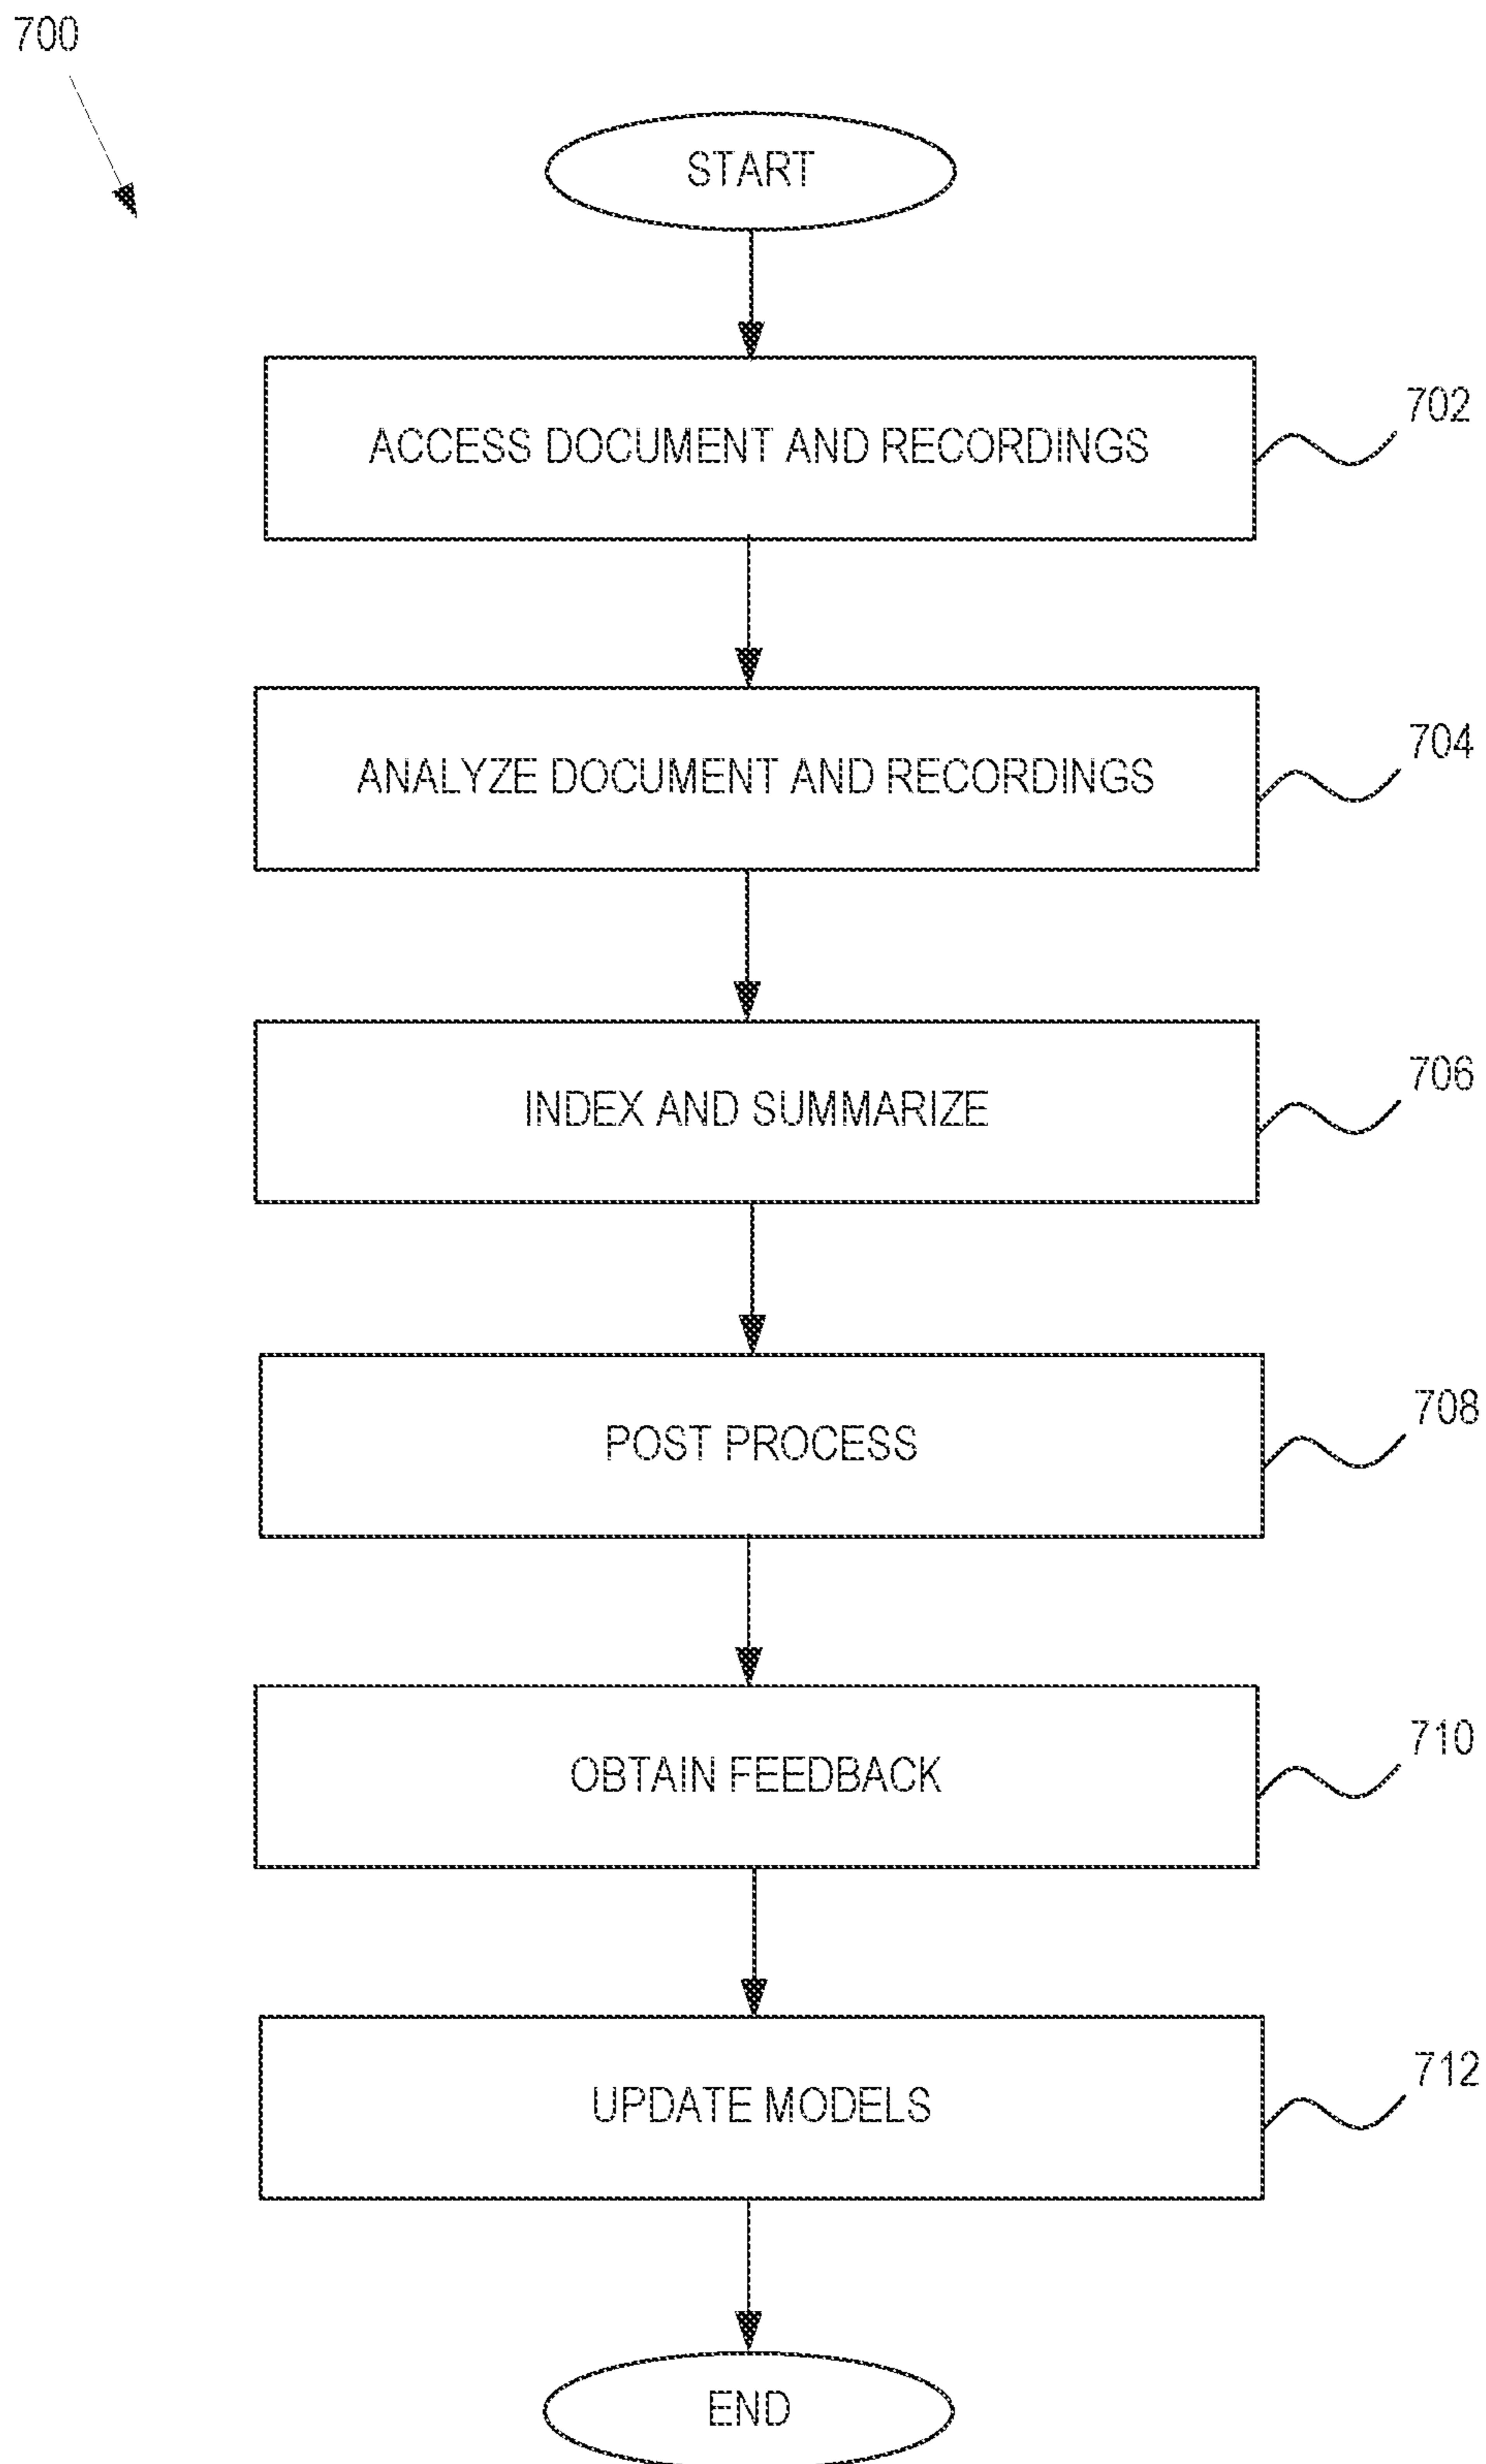 700
START
ACCESS DOCUMENT AND RECORDINGS
702
ANALYZE DOCUMENT AND RECORDINGS
704
INDEX AND SUMMARIZE
706
POST PROCESS
708
OBTAIN FEEDBACK
710
UPDATE MODELS
712
END